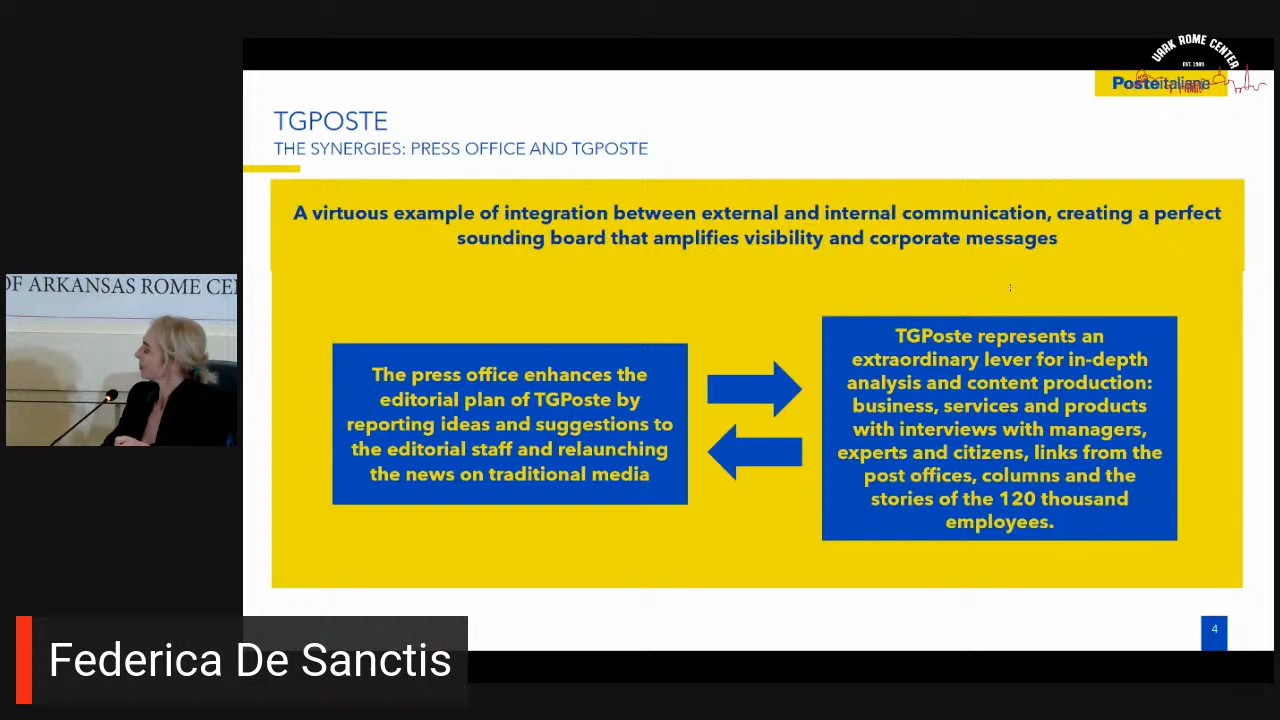 UARK ROME CENTER
EST. 1989
Posteitaliane
TGPOSTE
THE SYNERGIES: PRESS OFFICE AND TGPOSTE
A virtuous example of integration between external and internal communication, creating a perfect
sounding board that amplifies visibility and corporate messages
The press office enhances the
editorial plan of TGPoste by
reporting ideas and suggestions to
the editorial staff and relaunching
the news on traditional media
TGPoste represents an
extraordinary lever for in-depth
analysis and content production:
business, services and products
with interviews with managers,
experts and citizens, links from the
post offices, columns and the
stories of the 120 thousand
employees.
OF ARKANSAS ROME CE
4
Federica De Sanctis